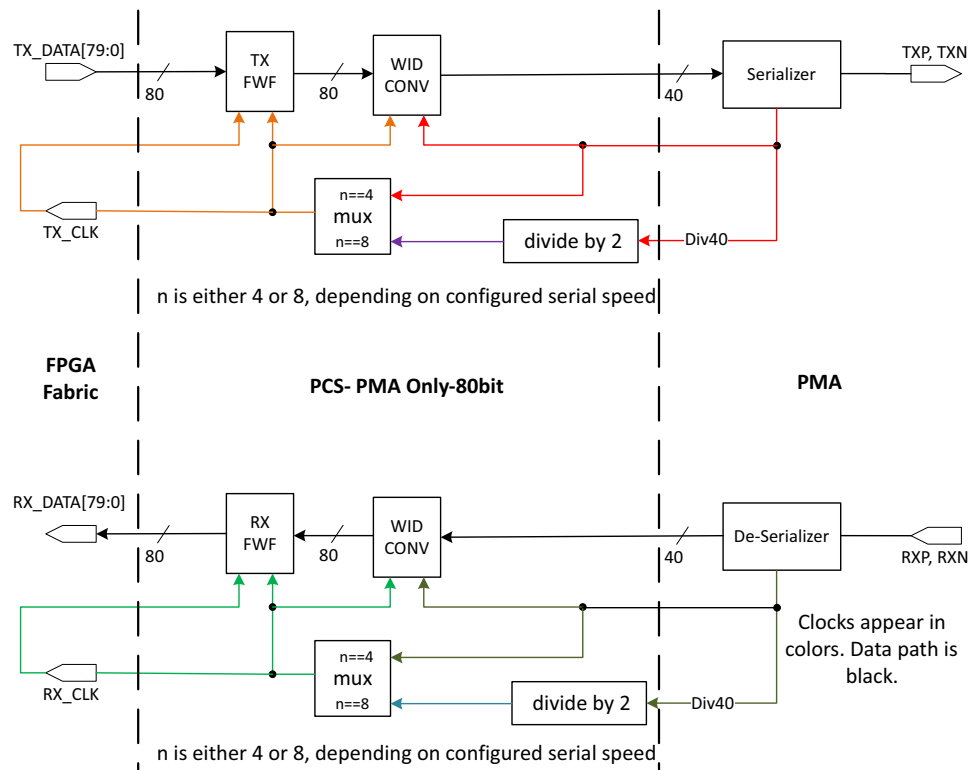 TX_DATA[79:0]
TX
FWF
WID
CONV
Serializer
TXP, TXN
80
80
40
n==4
mux
n==8
TX_CLK
divide by 2
Div40
n is either 4 or 8, depending on configured serial speed
FPGA
Fabric
PCS- PMA Only-80bit
PMA
RX_DATA[79:0]
RX
FWF
WID
CONV
De-Serializer
RXP, RXN
80
80
40
Clocks appear in
colors. Data path is
black.
n==4
mux
n==8
RX_CLK
divide by 2
Div40
n is either 4 or 8, depending on configured serial speed